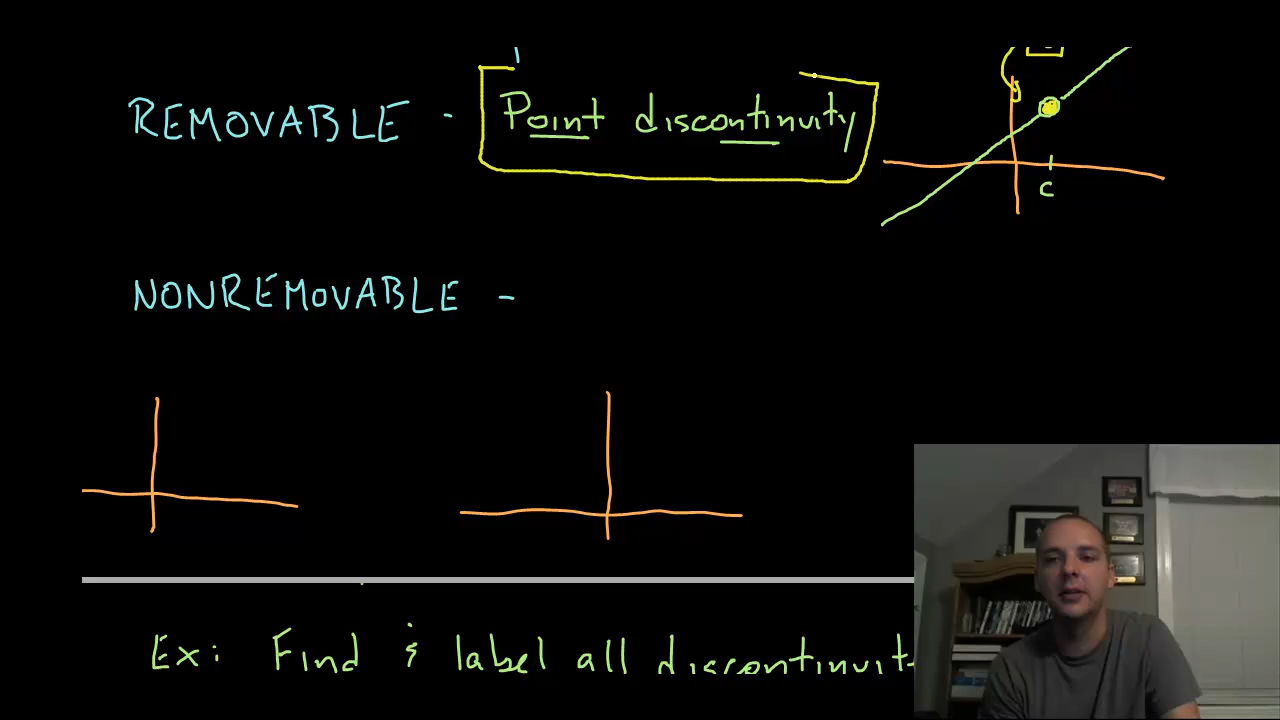 REMOVABLE - Point discontinuity
c
NONREMOVABLE -
Ex: Find & label all discontinuit